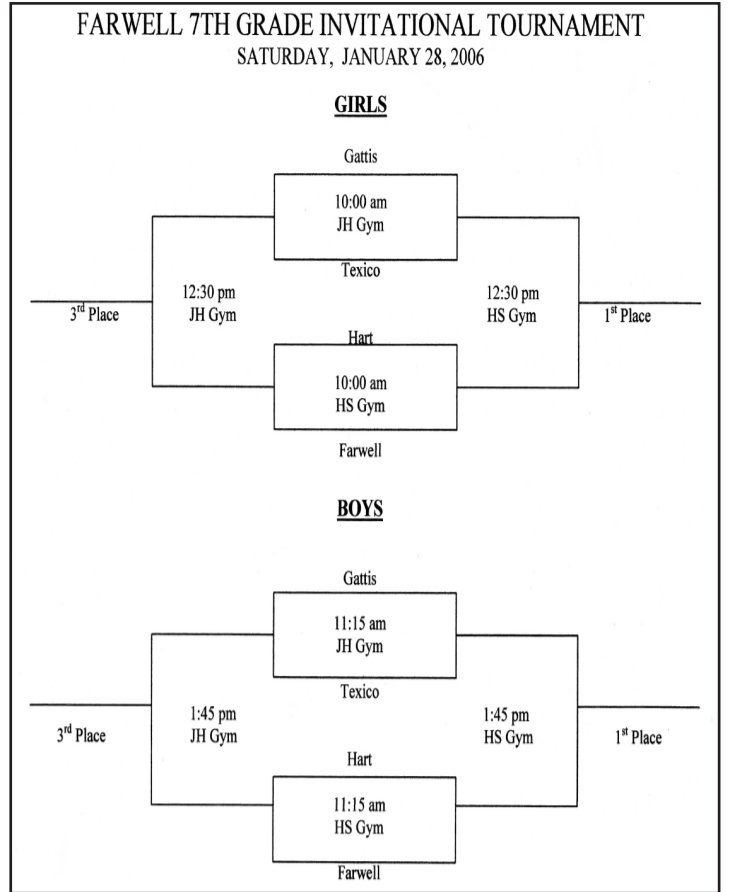 FARWELL 7TH GRADE INVITATIONAL TOURNAMENT
SATURDAY, JANUARY 28, 2006
GIRLS
Gattis
10:00 am
JH Gym
Texico
12:30 pm
JH Gym
12:30 pm
HS Gym
3rd Place
1st Place
Hart
10:00 am
HS Gym
Farwell
BOYS
Gattis
11:15 am
JH Gym
Texico
1:45 pm
JH Gym
1:45 pm
HS Gym
3rd Place
1st Place
Hart
11:15 am
HS Gym
Farwell